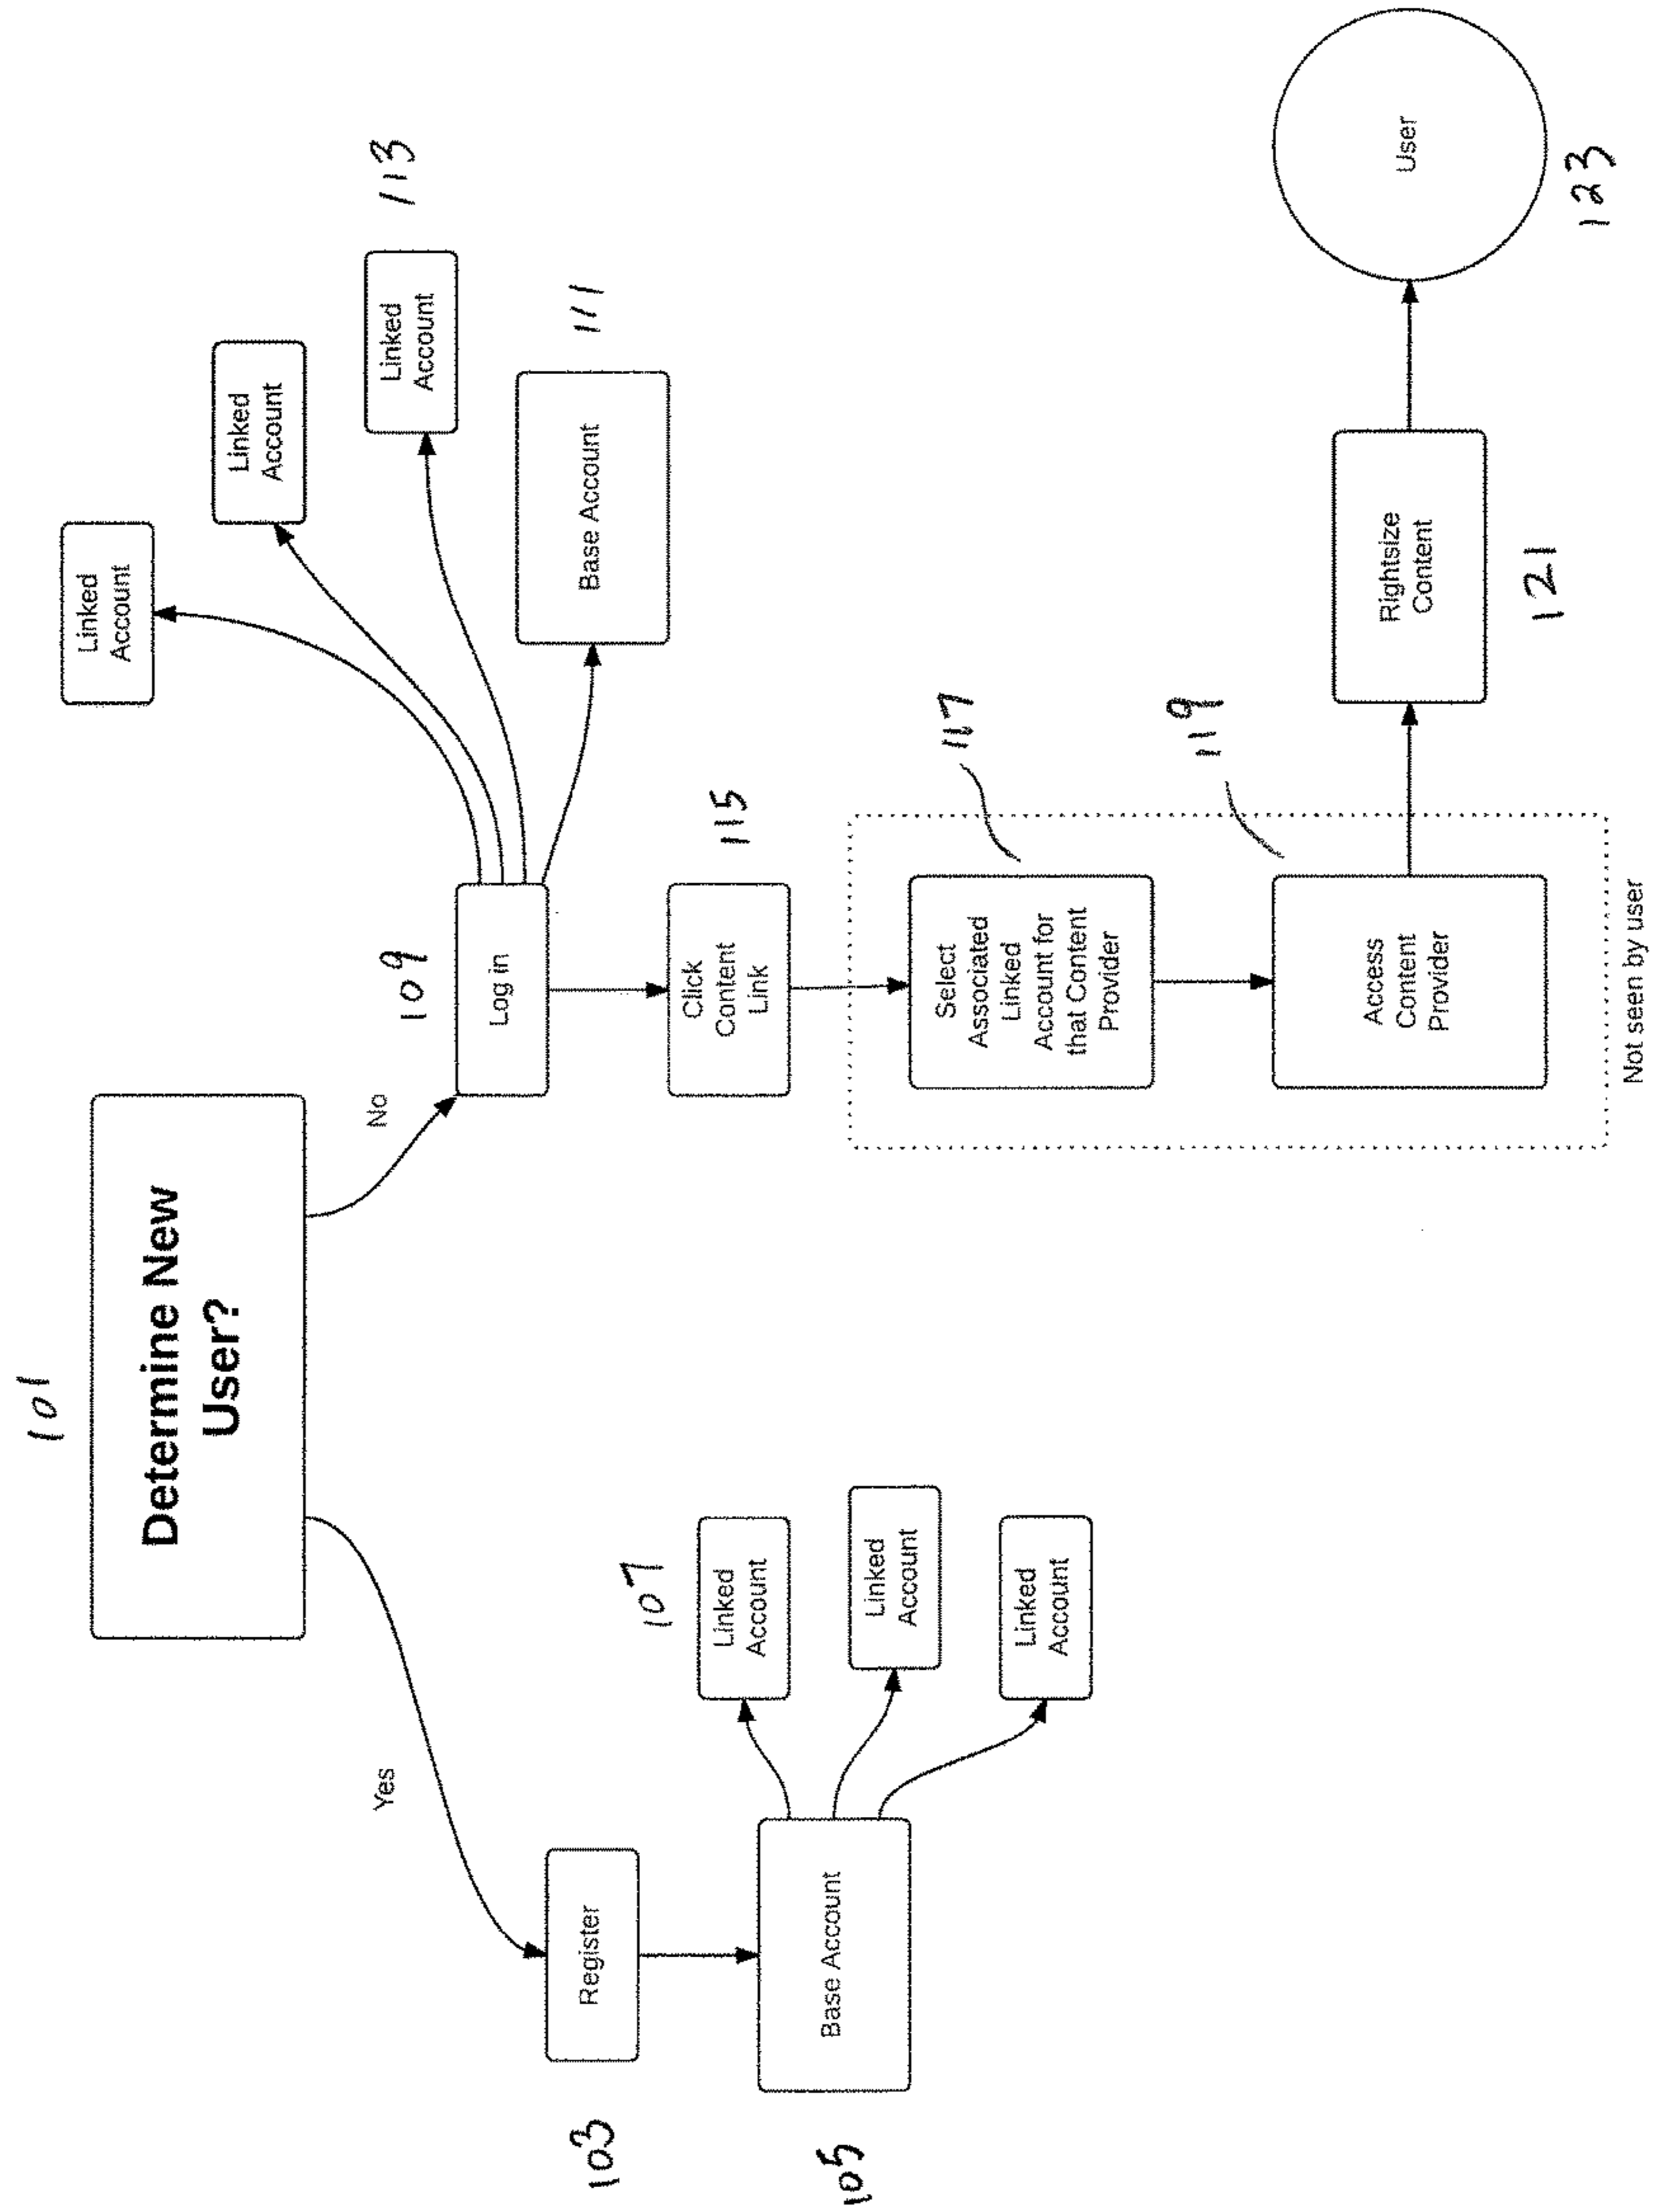 101
Determine New
User?
Yes
No
103
Register
105
Base Account
107
Linked
Account
Linked
Account
Linked
Account
109
Log in
Linked
Account
Linked
Account
113
Linked
Account
111
Base Account
115
Click
Content
Link
117
Select
Associated
Linked
Account for
that Content
Provider
119
Access
Content
Provider
Not seen by user
121
Rightsize
Content
User
123